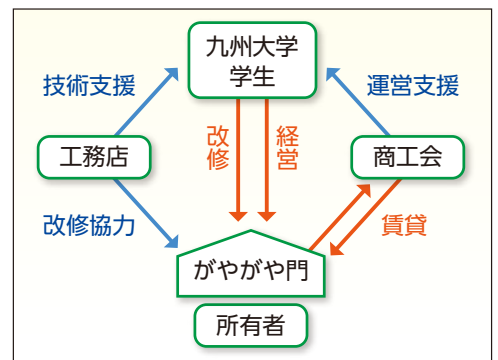 九州大学
学生
技術支援
運営支援
改修
経営
工務店
商工会
改修協力
賃貸
がやがや門
所有者